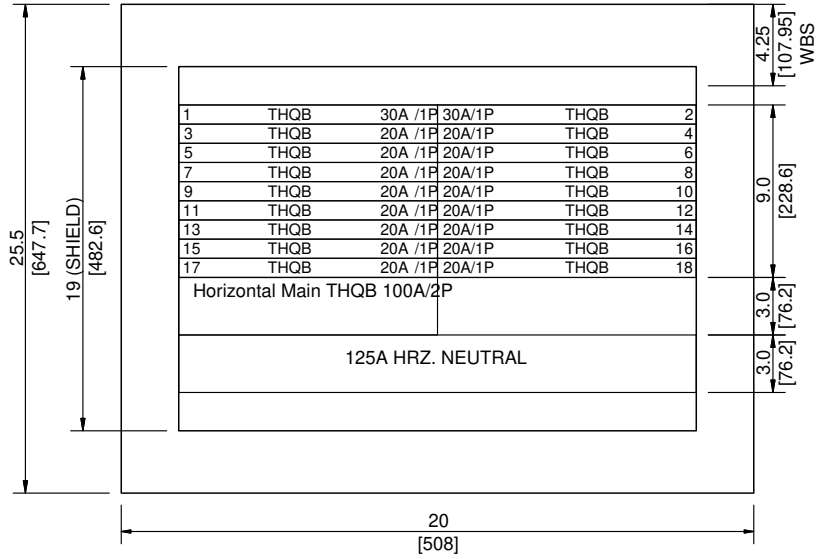 4.25
[107.95]
WBS
1 THQB 30A /1P 30A/1P THQB 2
3 THQB 20A /1P 20A/1P THQB 4
5 THQB 20A /1P 20A/1P THQB 6
7 THQB 20A /1P 20A/1P THQB 8
9 THQB 20A /1P 20A/1P THQB 10
11 THQB 20A /1P 20A/1P THQB 12
13 THQB 20A /1P 20A/1P THQB 14
15 THQB 20A /1P 20A/1P THQB 16
17 THQB 20A /1P 20A/1P THQB 18
9.0
[228.6]
25.5
[647.7]
19 (SHIELD)
[482.6]
Horizontal Main THQB 100A/2P
3.0
[76.2]
125A HRZ. NEUTRAL
3.0
[76.2]
20
[508]